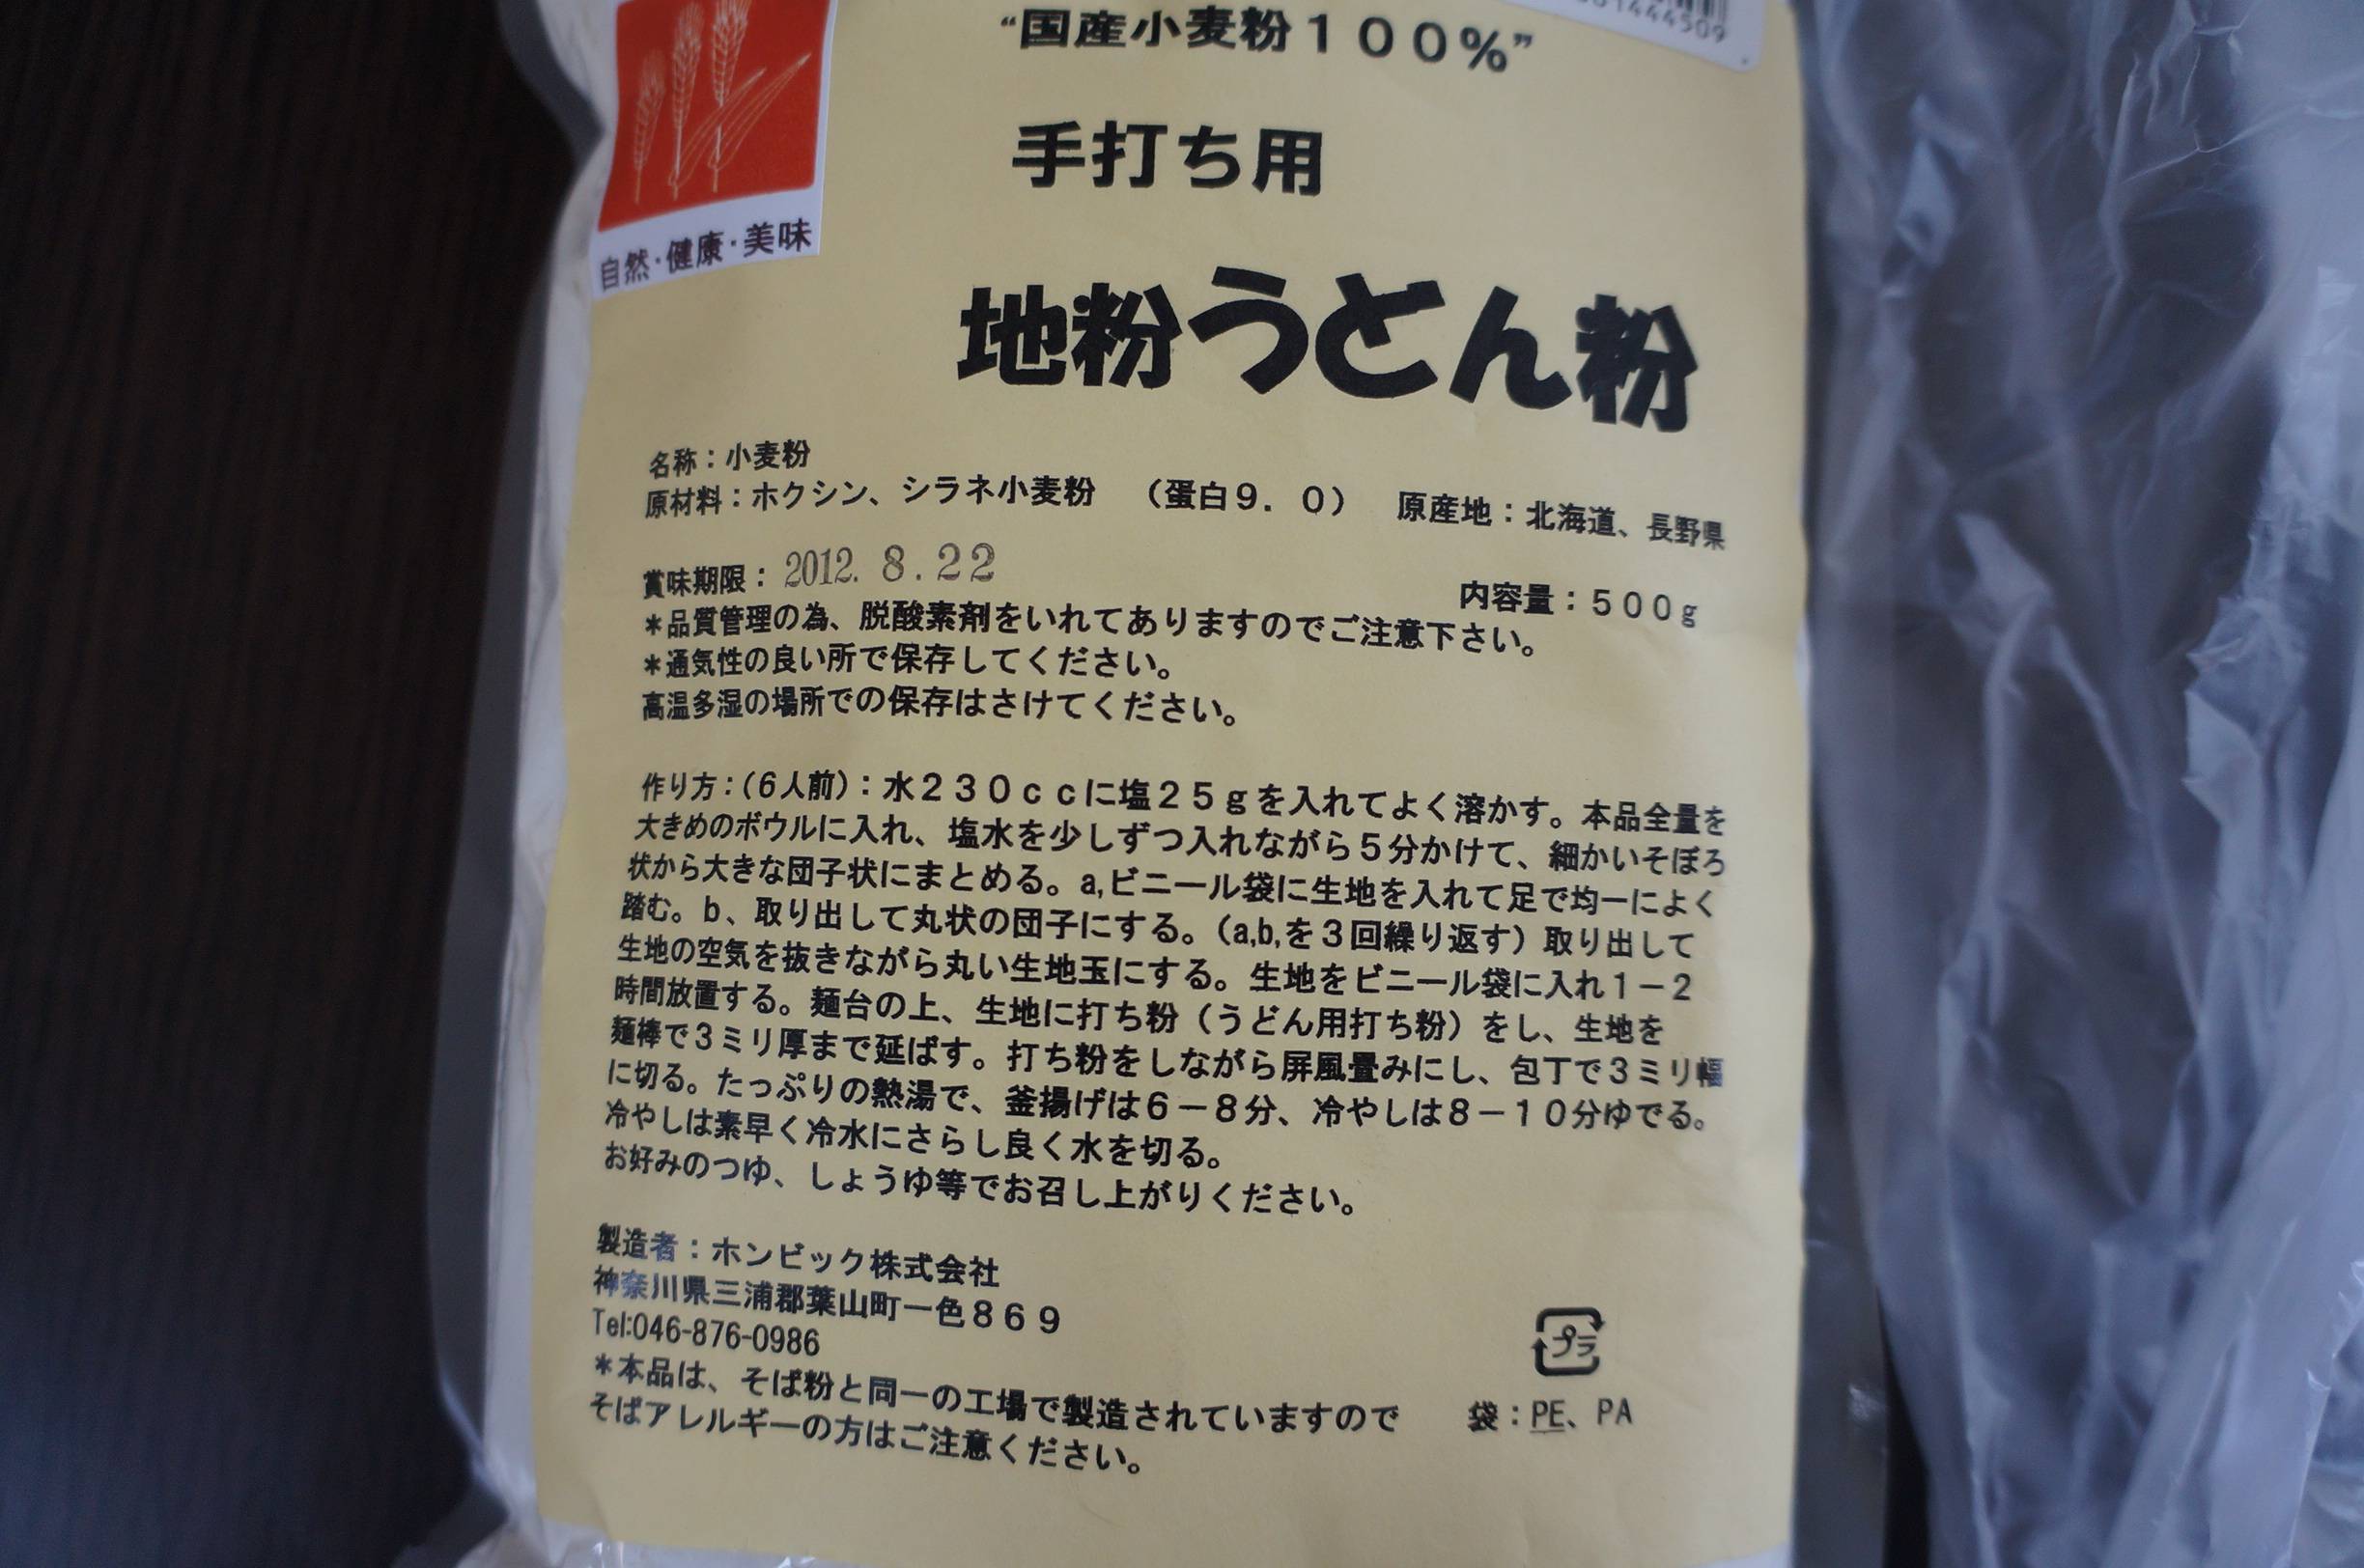 “国産小麦粉１００%”
手打ち用
自然・健康・美味
地粉うどん粉
名称：小麦粉
原材料：ホクシン、シラネ小麦粉　（蛋白９．０）　原産地：北海道、長野県
賞味期限：2012. 8.22
内容量：５００g
＊品質管理の為、脱酸素剤をいれてありますのでご注意下さい。
＊通気性の良い所で保存してください。
高温多湿の場所での保存はさけてください。
作り方：(６人前)：水２３０ｃｃに塩２５ｇを入れてよく溶かす。本品全量を
大きめのボウルに入れ、塩水を少しずつ入れながら５分かけて、細かいそぼろ
状から大きな団子状にまとめる。a,ビニール袋に生地を入れて足で均一によく
踏む。b、取り出して丸状の団子にする。(a,b,を３回繰り返す）取り出して
生地の空気を抜きながら丸い生地玉にする。生地をビニール袋に入れ１－２
時間放置する。麺台の上、生地に打ち粉（うどん用打ち粉）をし、生地を
麺棒で３ミリ厚まで延ばす。打ち粉をしながら屏風畳みにし、包丁で３ミリ幅
に切る。たっぷりの熱湯で、釜揚げは６－８分、冷やしは８－１０分ゆでる。
冷やしは素早く冷水にさらし良く水を切る。
お好みのつゆ、しょうゆ等でお召し上がりください。
製造者：ホンビック株式会社
神奈川県三浦郡葉山町一色８６９
Tel:046-876-0986
＊本品は、そば粉と同一の工場で製造されていますので
そばアレルギーの方はご注意ください。
プラ
袋：PE、PA